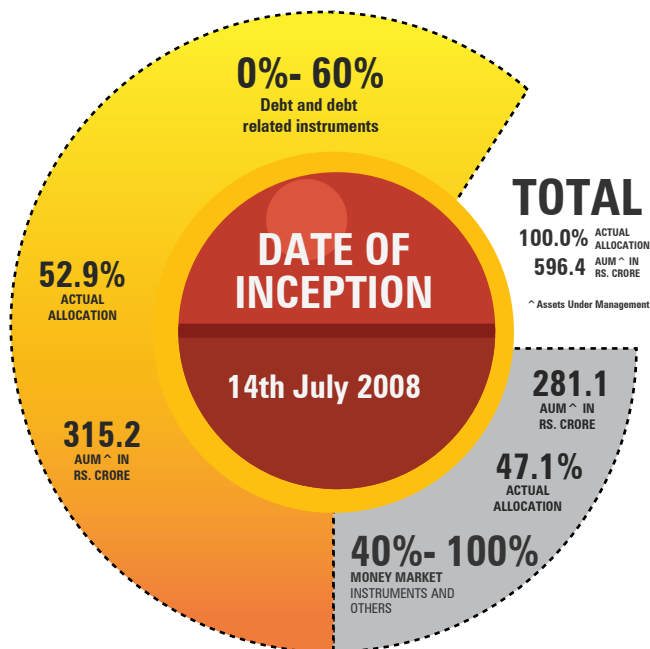 0%- 60%
Debt and debt
related instruments
TOTAL
100.0% ACTUAL
ALLOCATION
596.4 AUM^ IN
RS. CRORE
^Assets Under Management
DATE OF
INCEPTION
14th July 2008
52.9%
ACTUAL
ALLOCATION
315.2
AUM^ IN
RS. CRORE
281.1
AUM^ IN
RS. CRORE
47.1%
ACTUAL
ALLOCATION
40%- 100%
MONEY MARKET
INSTRUMENTS AND
OTHERS